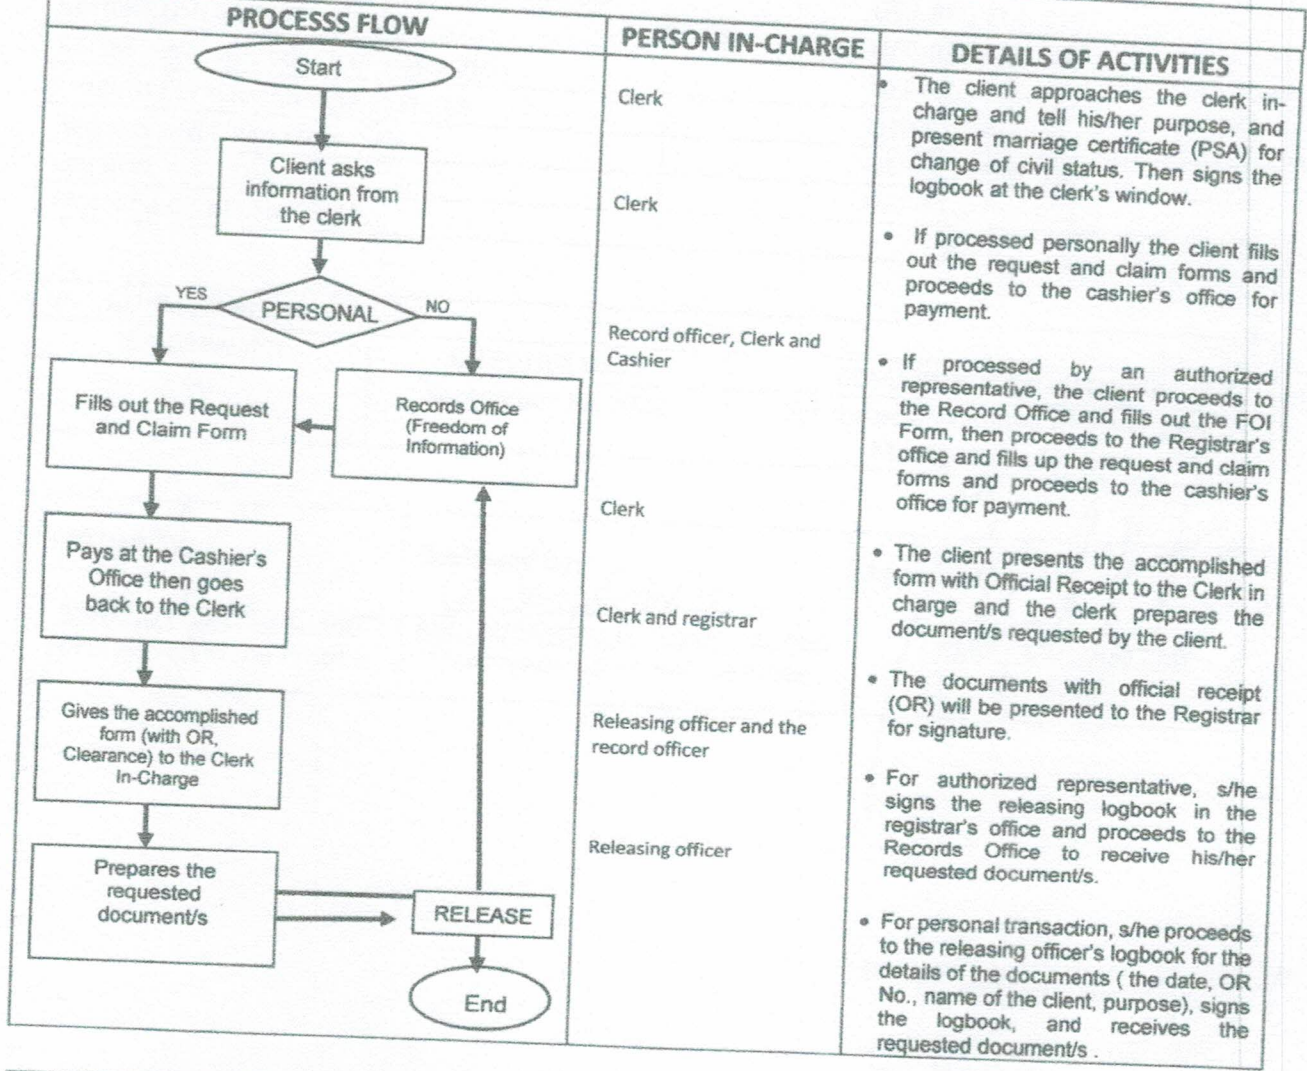 PROCESSS FLOW
PERSON IN-CHARGE
DETAILS OF ACTIVITIES
Start
Client asks
information from
the clerk
YES
PERSONAL
NO
Fills out the Request
and Claim Form
Records Office
(Freedom of
Information)
Pays at the Cashier's
Office then goes
back to the Clerk
Gives the accomplished
form (with OR,
Clearance) to the Clerk
In-Charge
Prepares the
requested
document/s
RELEASE
End
Clerk
Clerk
Record officer, Clerk and
Cashier
Clerk
Clerk and registrar
Releasing officer and the
record officer
Releasing officer
• The client approaches the clerk in-
charge and tell his/her purpose, and
present marriage certificate (PSA) for
change of civil status. Then signs the
logbook at the clerk's window.
• If processed personally the client fills
out the request and claim forms and
proceeds to the cashier's office for
payment.
• If processed by an authorized
representative, the client proceeds to
the Record Office and fills out the FOI
Form, then proceeds to the Registrar's
office and fills up the request and claim
forms and proceeds to the cashier's
office for payment.
• The client presents the accomplished
form with Official Receipt to the Clerk in
charge and the clerk prepares the
document/s requested by the client.
• The documents with official receipt
(OR) will be presented to the Registrar
for signature.
• For authorized representative, s/he
signs the releasing logbook in the
registrar's office and proceeds to the
Records Office to receive his/her
requested document/s.
• For personal transaction, s/he proceeds
to the releasing officer's logbook for the
details of the documents ( the date, OR
No., name of the client, purpose), signs
the logbook, and receives the
requested document/s .